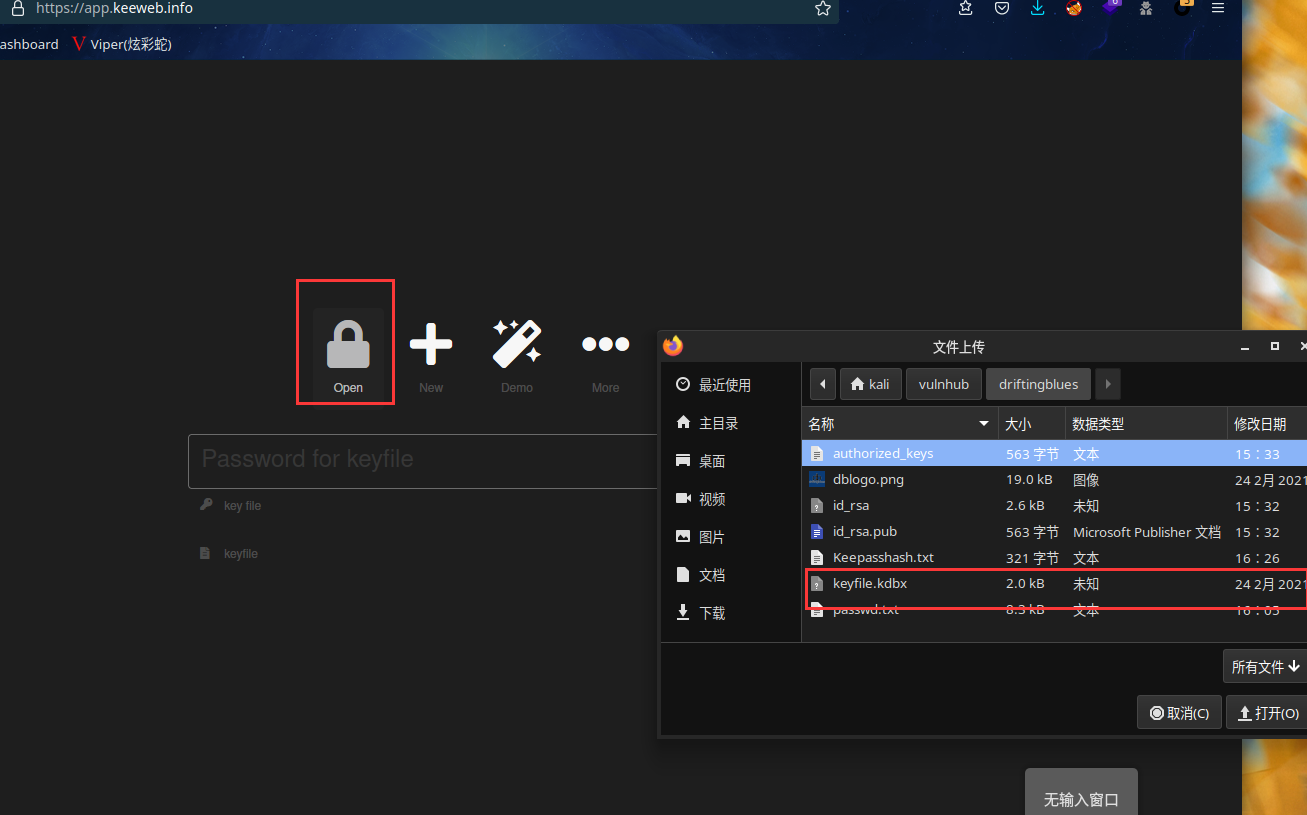 https://app.keeweb.info
ashboard Viper(炫彩蛇)
Open
New
Demo
More
Password for keyfile
key file
keyfile
文件上传
最近使用
主目录
桌面
视频
图片
文档
下载
kali vulnhub driftingblues
名称 大小 数据类型 修改日期
authorized_keys 563 字节 文本 15：33
dblogo.png 19.0 kB 图像 24 2月 2021
id_rsa 2.6 kB 未知 15：32
id_rsa.pub 563 字节 Microsoft Publisher 文档 15：32
Keepasshash.txt 321 字节 文本 16：26
keyfile.kdbx 2.0 kB 未知 24 2月 2021
passwd.txt 8.3 kB 文本 16：05
所有文件
取消(C) 打开(O)
无输入窗口